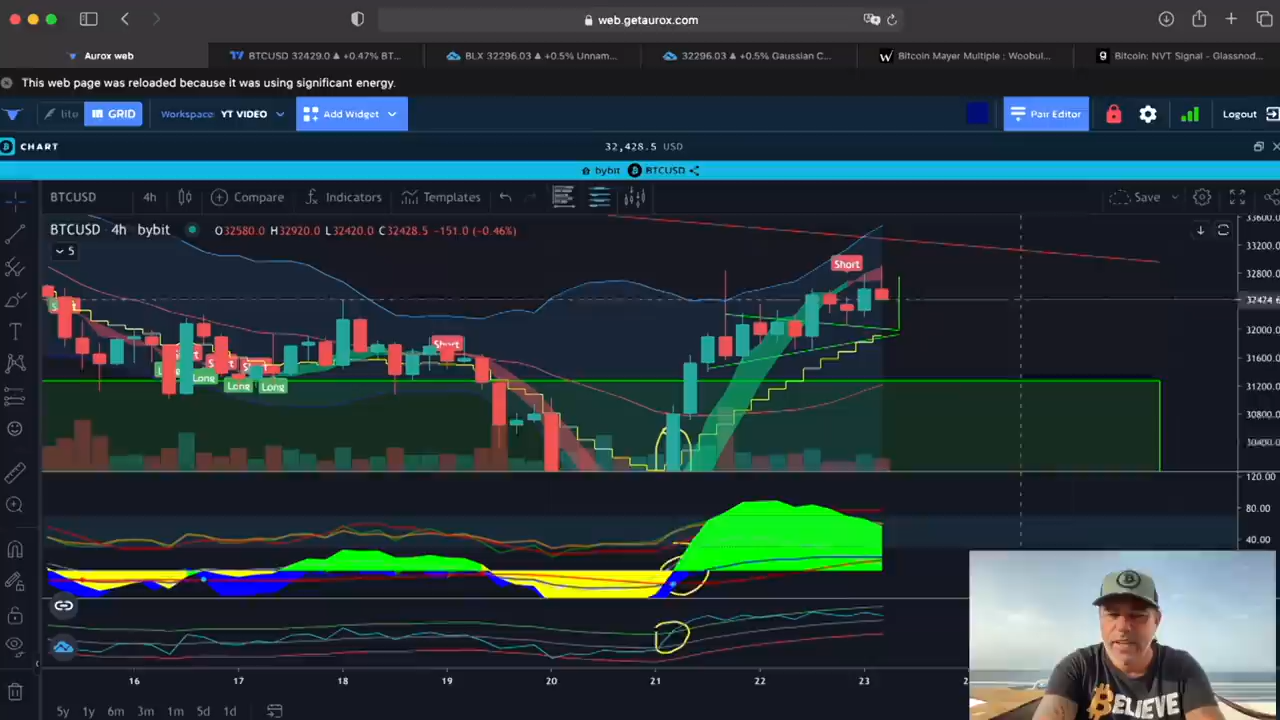 web.getaurox.com
Aurox web
BTCUSD 32429.0 ▲ +0.47% BT...
BLX 32296.03 ▲ +0.5% Unnam...
32296.03 ▲ +0.5% Gaussian C...
W Bitcoin Mayer Multiple : Woobul...
g Bitcoin: NVT Signal - Glassnod...
This web page was reloaded because it was using significant energy.
lite
GRID
Workspace: YT VIDEO
Add Widget
Pair Editor
Logout
CHART
32,428.5 USD
bybit BTCUSD
BTCUSD
4h
Compare
Indicators
Templates
Save
BTCUSD 4h bybit
O32580.0 H32920.0 L32420.0 C32428.5 -151.0 (-0.46%)
5
Short
Short
Short
Long
Long
Long
33600.0
33200.0
32800.0
32424.6
32000.0
31600.0
31200.0
30800.0
30400.0
120.00
80.00
40.00
16 17 18 19 20 21 22 23
5y 1y 6m 3m 1m 5d 1d
BELIEVE